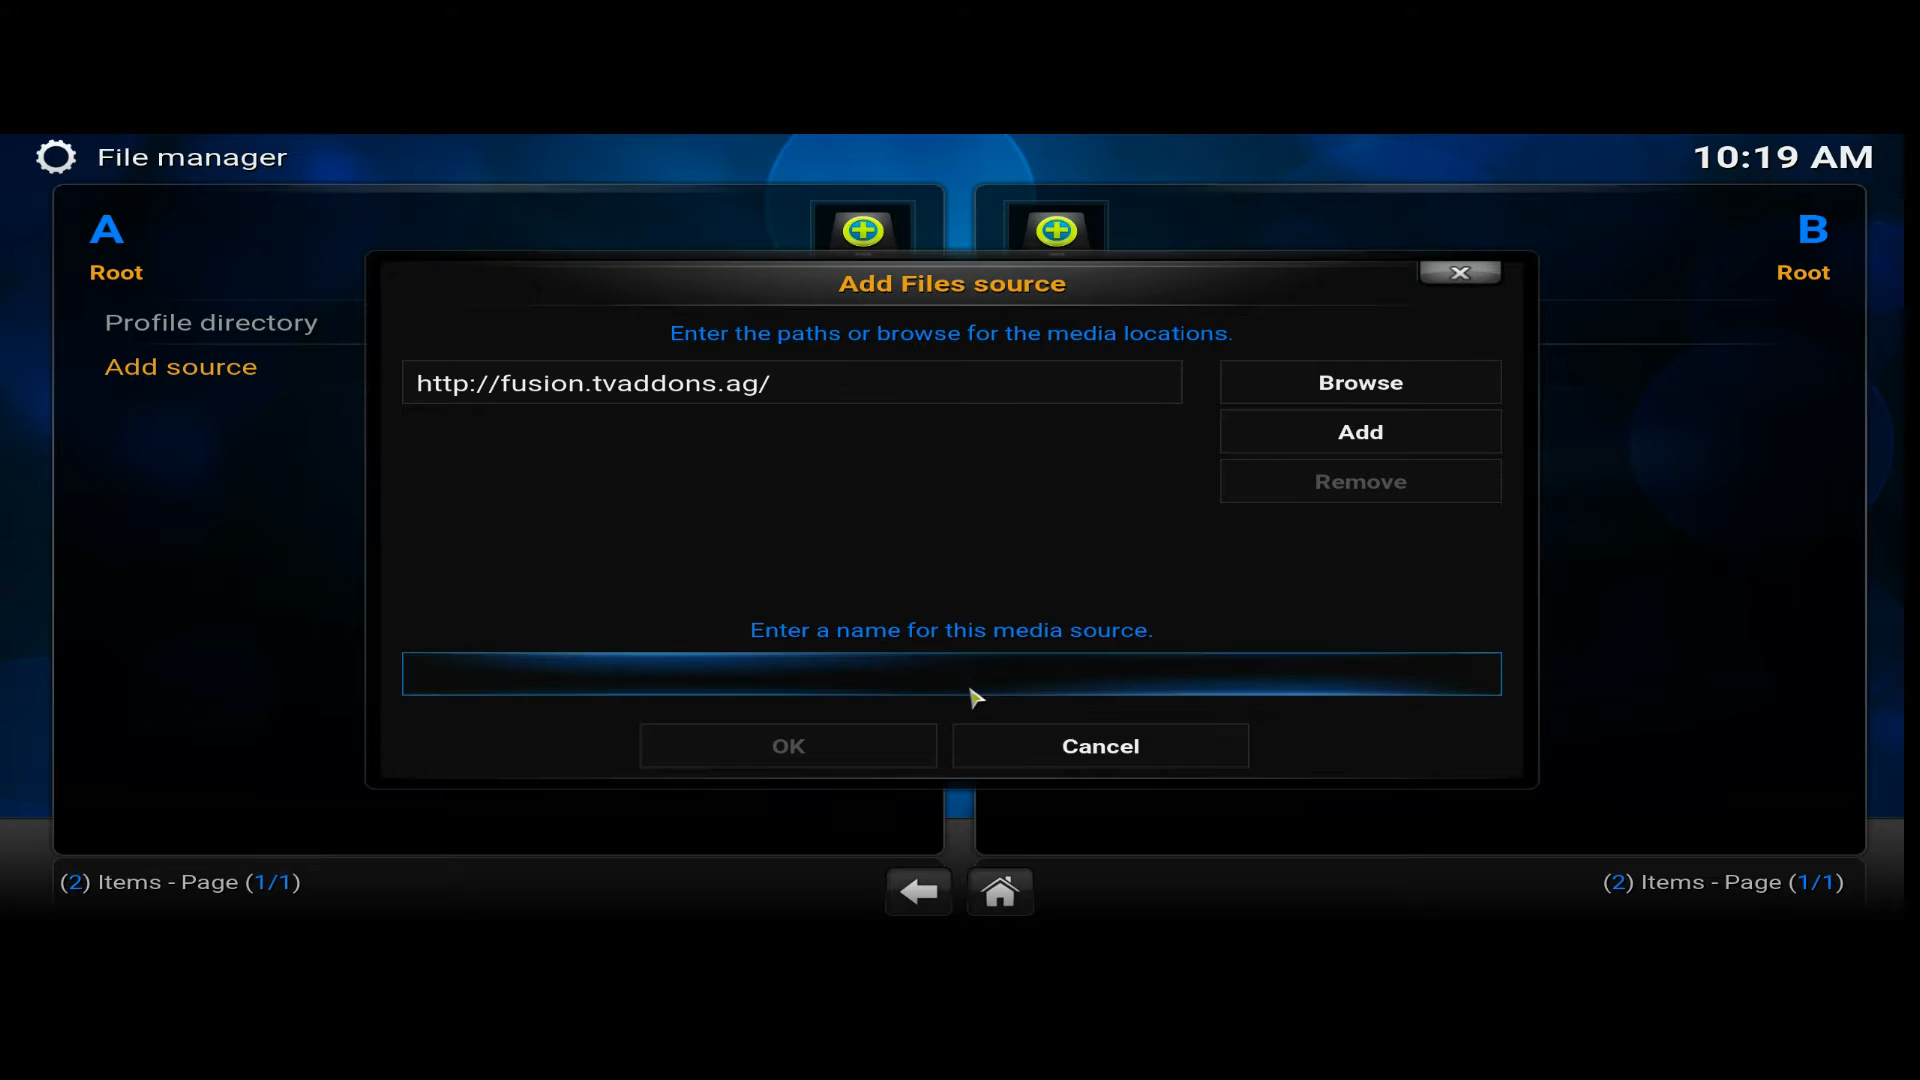 File manager
10:19 AM
A
B
Root
Root
Profile directory
Add source
Add Files source
Enter the paths or browse for the media locations.
http://fusion.tvaddons.ag/
Browse
Add
Remove
Enter a name for this media source.
OK
Cancel
(2) Items - Page (1/1)
(2) Items - Page (1/1)